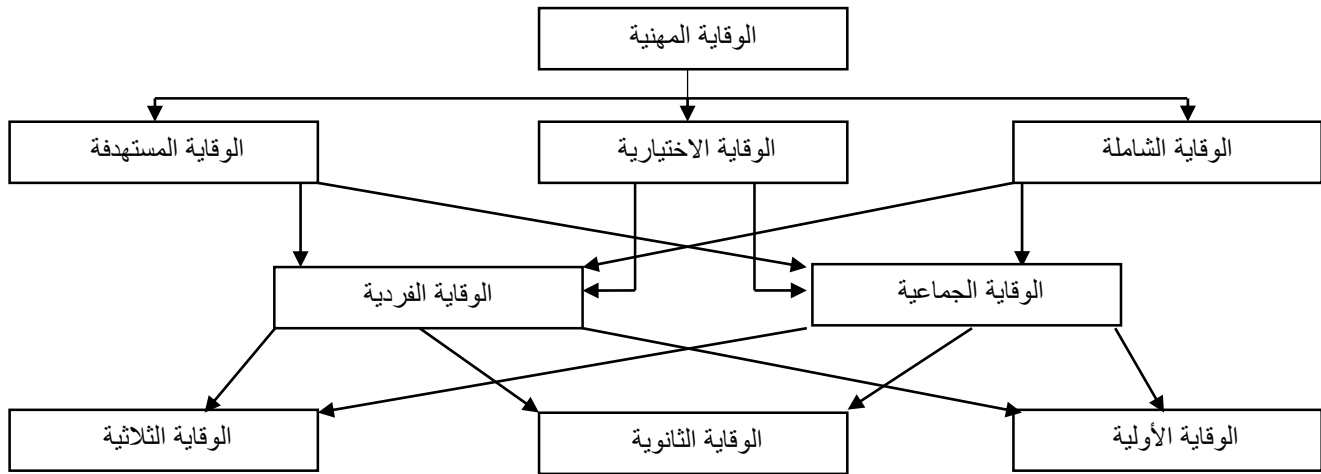 الوقاية المهنية
الوقاية الشاملة
الوقاية الاختيارية
الوقاية المستهدفة
الوقاية الجماعية
الوقاية الفردية
الوقاية الأولية
الوقاية الثانوية
الوقاية الثلاثية